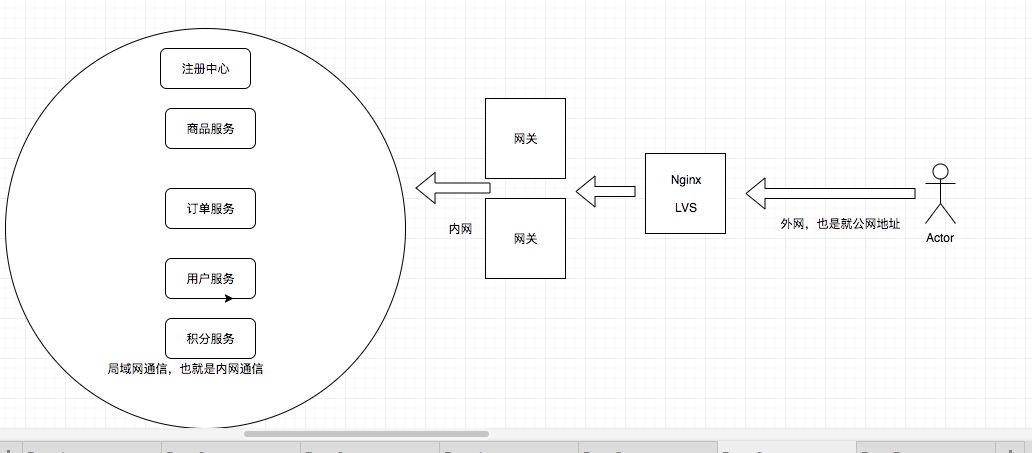 注册中心
商品服务
订单服务
用户服务
积分服务
局域网通信，也就是内网通信
网关
内网
网关
Nginx
LVS
外网，也是就公网地址
Actor